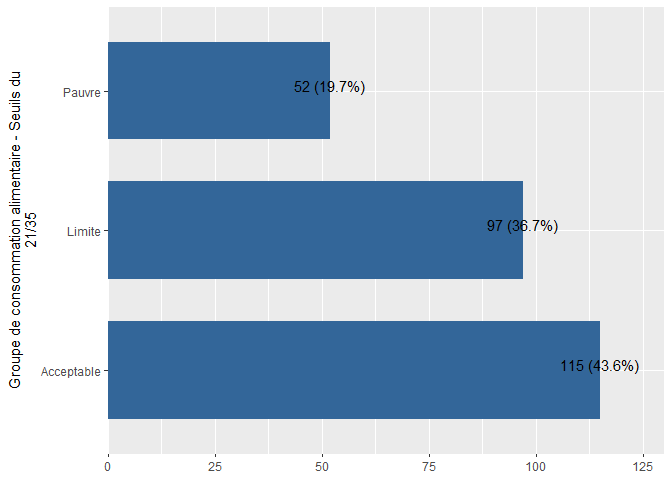 Groupe de consommation alimentaire - Seuils du
21/35
Pauvre
52 (19.7%)
Limite
97 (36.7%)
Acceptable
115 (43.6%)
0
25
50
75
100
125